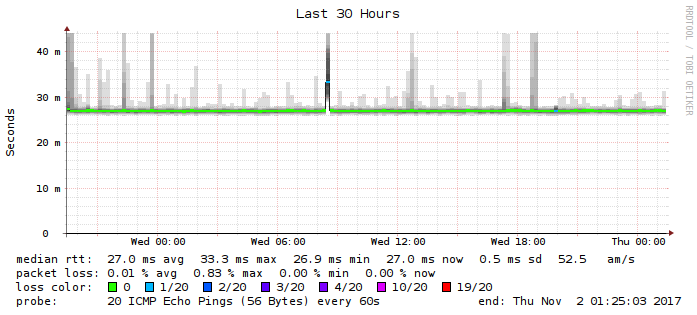 Last 30 Hours
RRDTOOL / TOBI OETIKER
Seconds
40 m
30 m
20 m
10 m
0
Wed 00:00 Wed 06:00 Wed 12:00 Wed 18:00 Thu 00:00
median rtt: 27.0 ms avg 33.3 ms max 26.9 ms min 27.0 ms now 0.5 ms sd 52.5 am/s
packet loss: 0.01 % avg 0.83 % max 0.00 % min 0.00 % now
loss color: 0 1/20 2/20 3/20 4/20 10/20 19/20
probe: 20 ICMP Echo Pings (56 Bytes) every 60s end: Thu Nov 2 01:25:03 2017